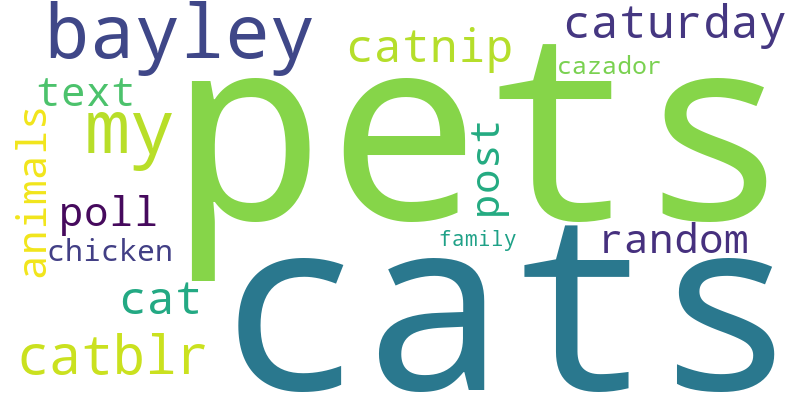 bayley
catnip
caturday
cazador
text
my
pets
animals
post
poll
chicken
family
random
cat
cats
catblr